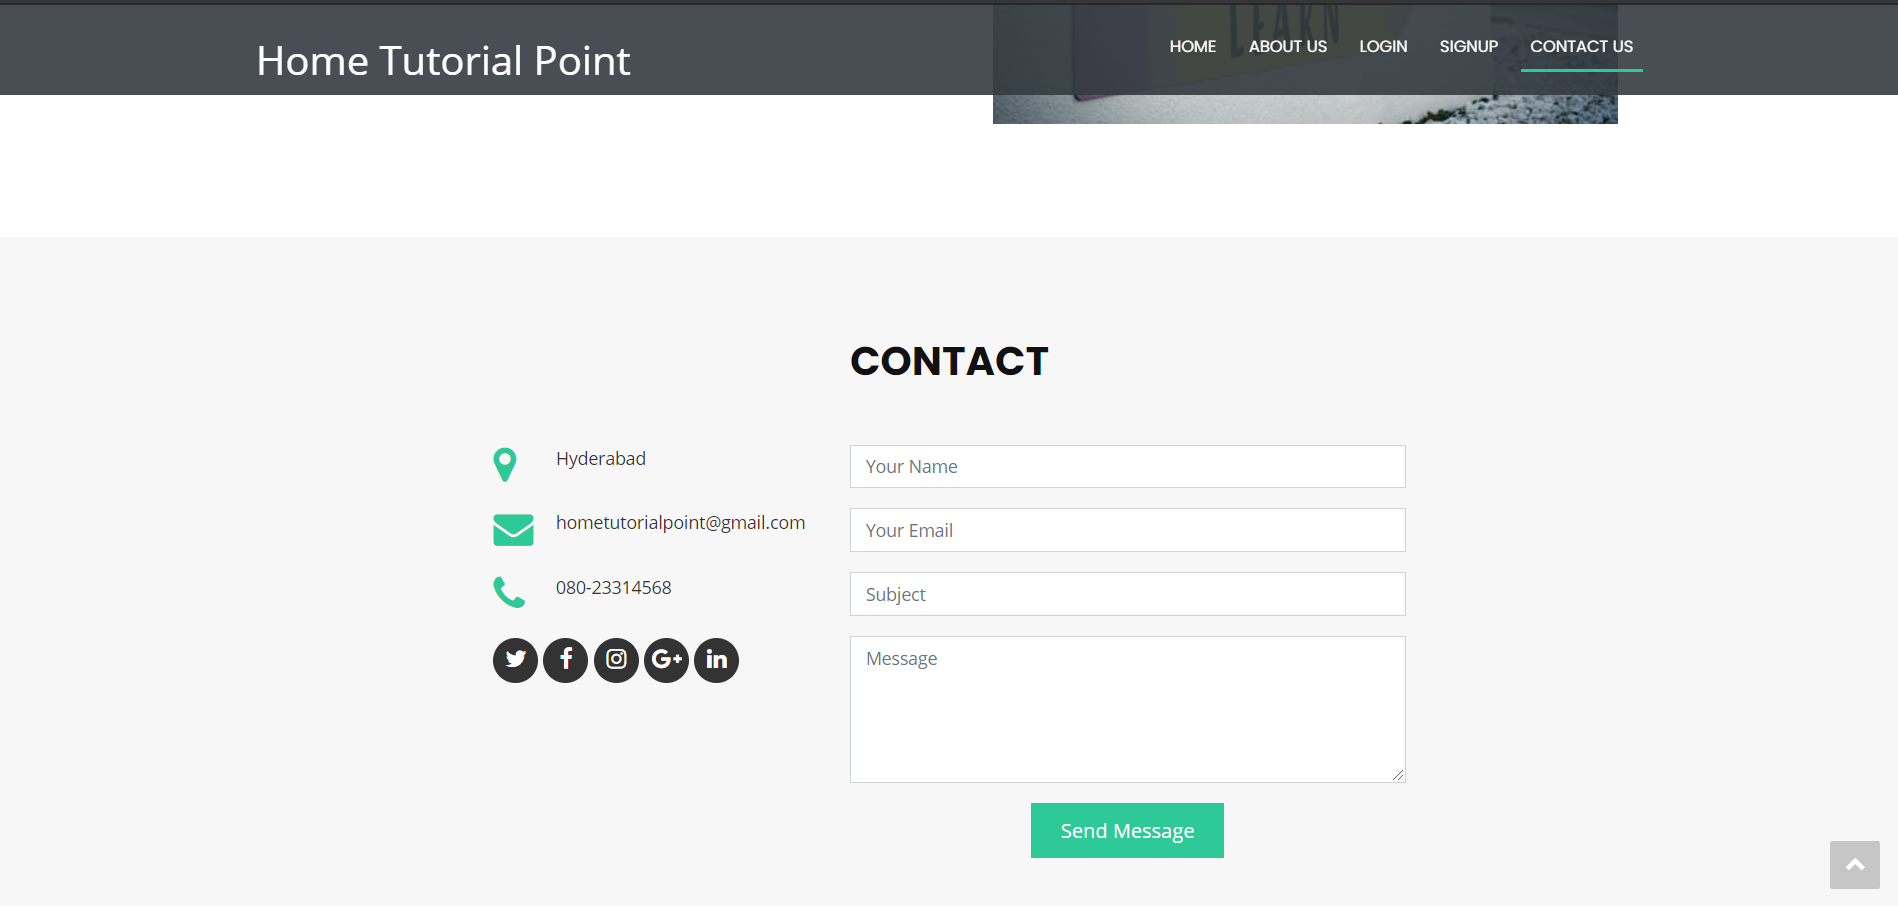 LEARN
Home Tutorial Point
HOME ABOUT US LOGIN SIGNUP CONTACT US
CONTACT
Hyderabad
hometutorialpoint@gmail.com
080-23314568
Your Name
Your Email
Subject
Message
Send Message